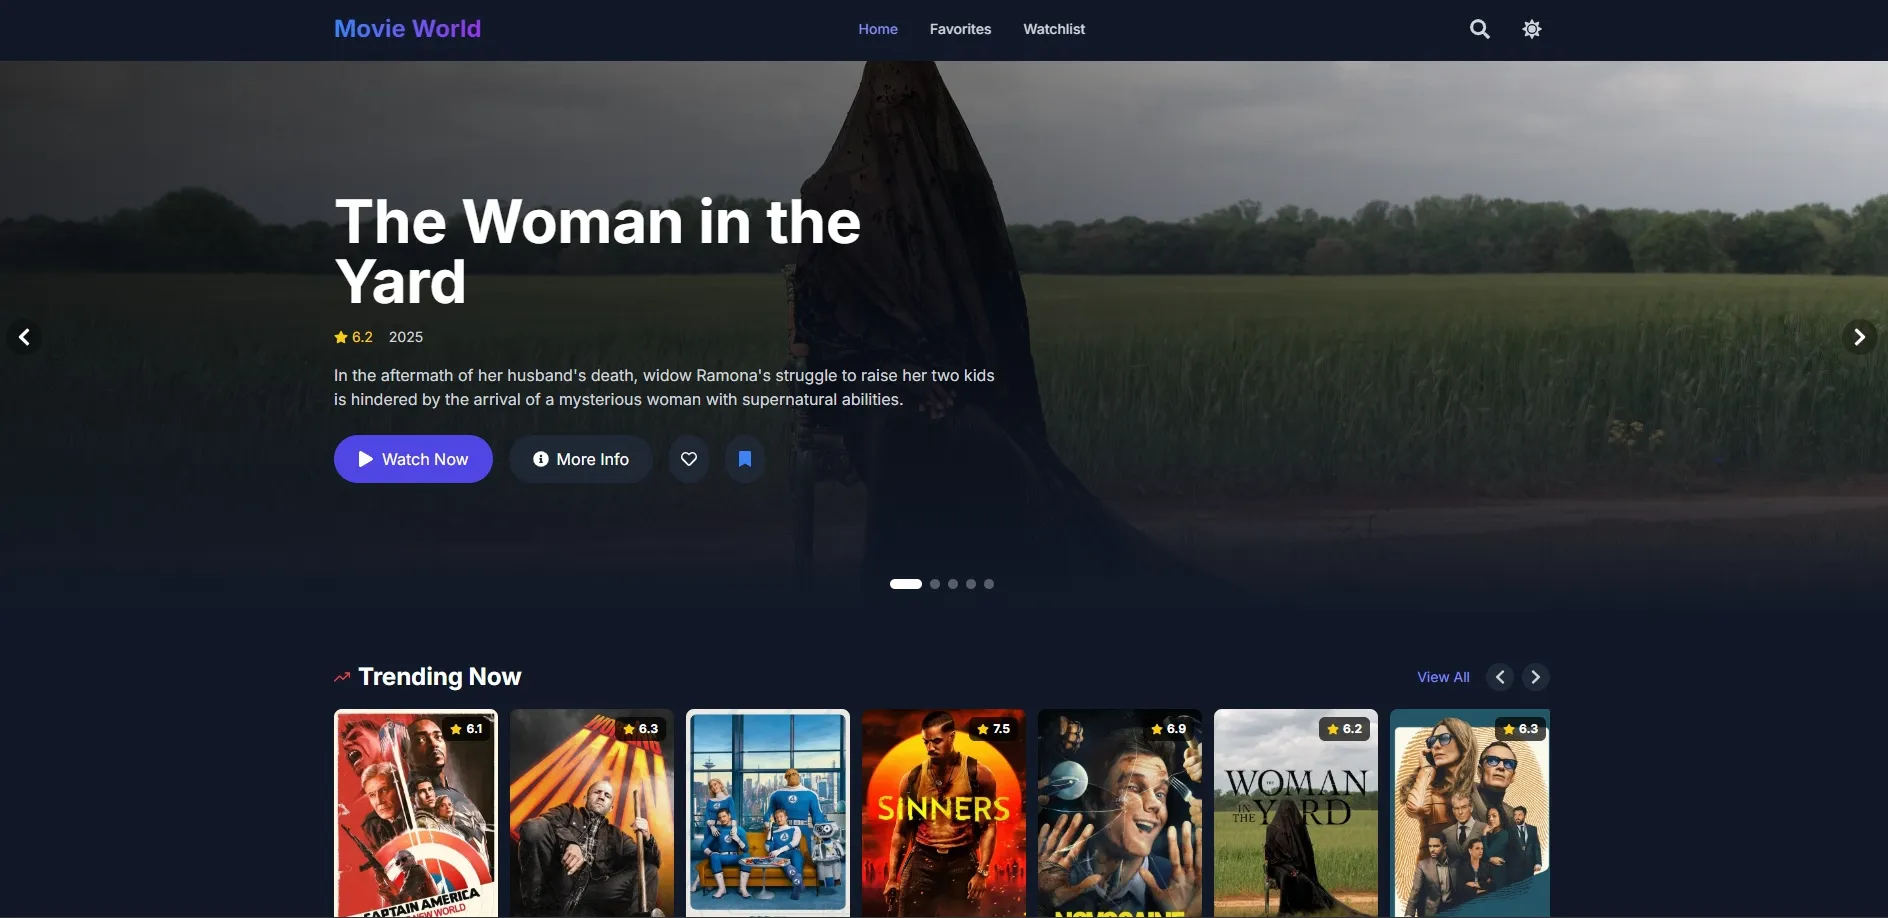 Movie World
Home
Favorites
Watchlist
The Woman in the
Yard
6.2
2025
In the aftermath of her husband's death, widow Ramona's struggle to raise her two kids
is hindered by the arrival of a mysterious woman with supernatural abilities.
Watch Now
More Info
Trending Now
View All
6.1
6.3
7.5
6.9
6.2
6.3
SINNERS
WOMAN
IN THE YARD
CAPTAIN AMERICA
NEW WORLD
NOVOCAINE